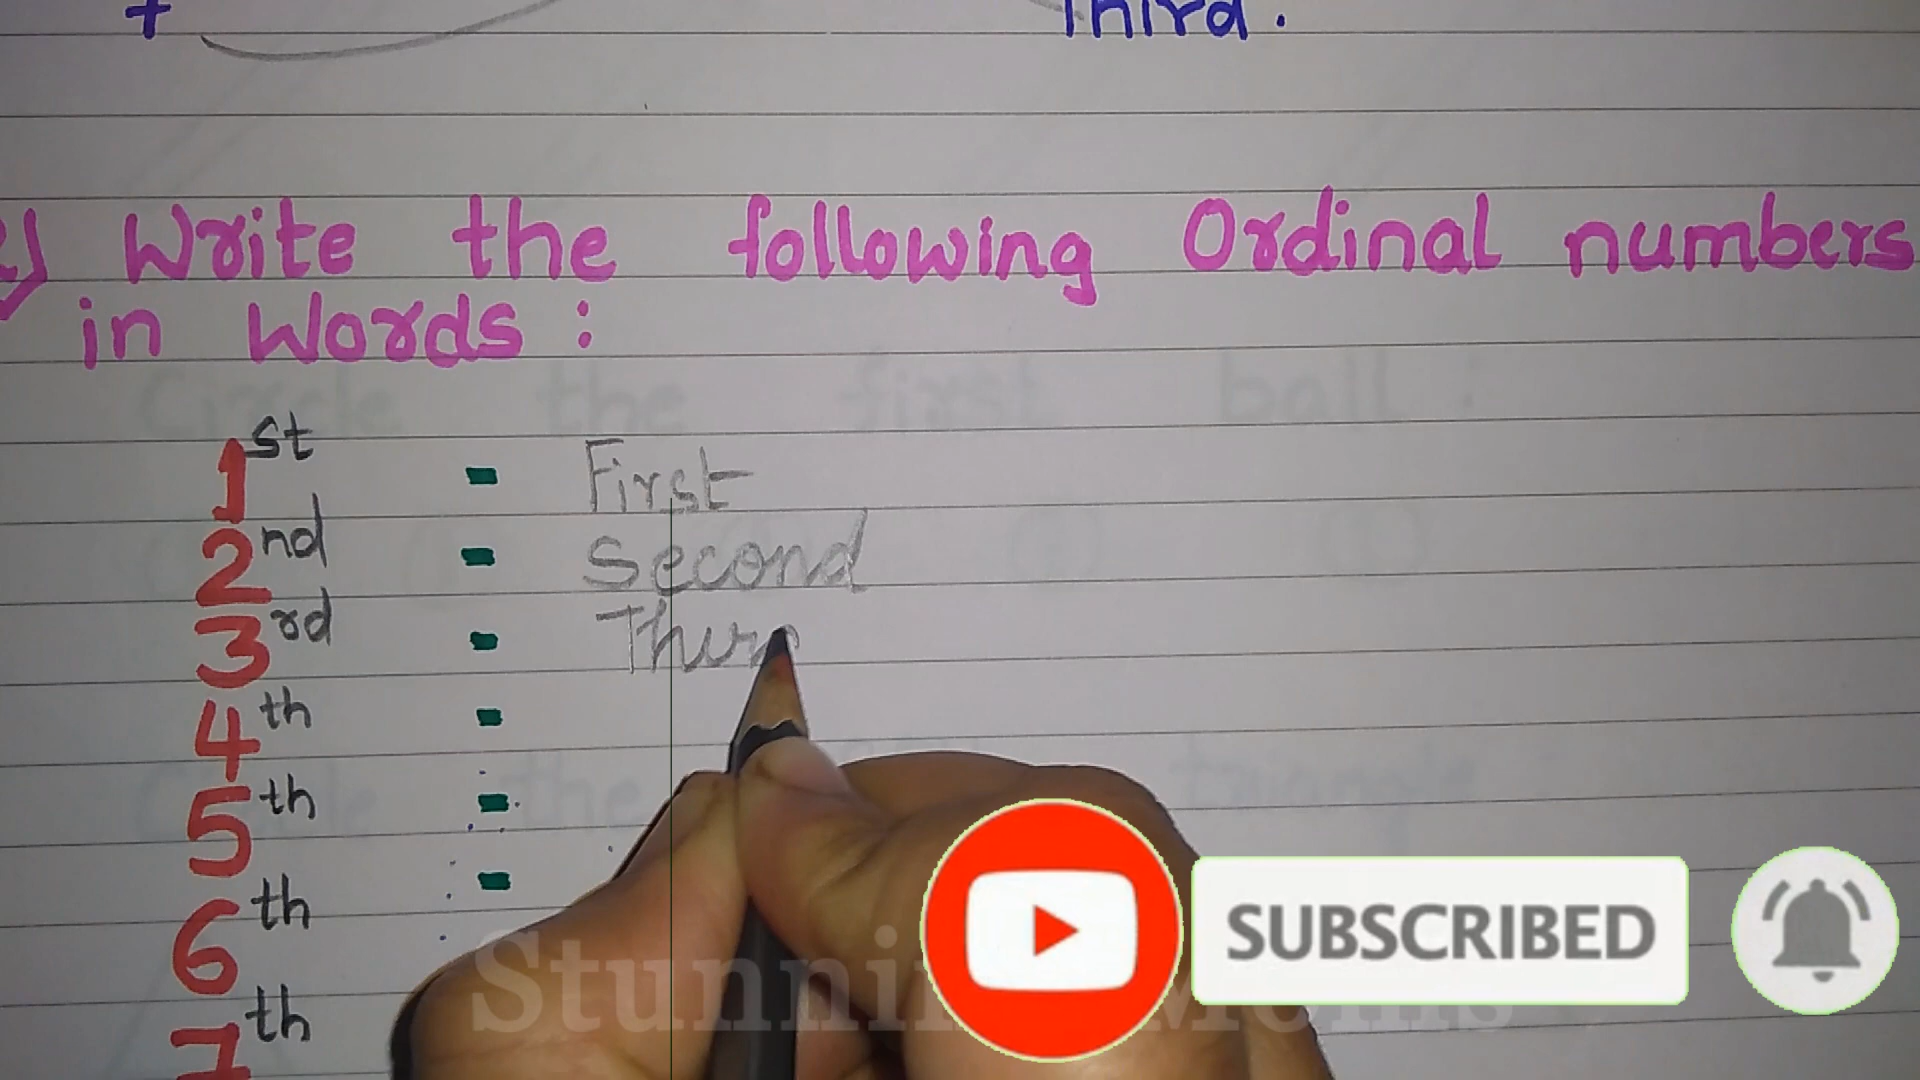 Third.
Write the following Ordinal numbers
in Words:
1st - First
2nd - Second
3rd - Thir
4th -
5th -
6th -
7th
SUBSCRIBED